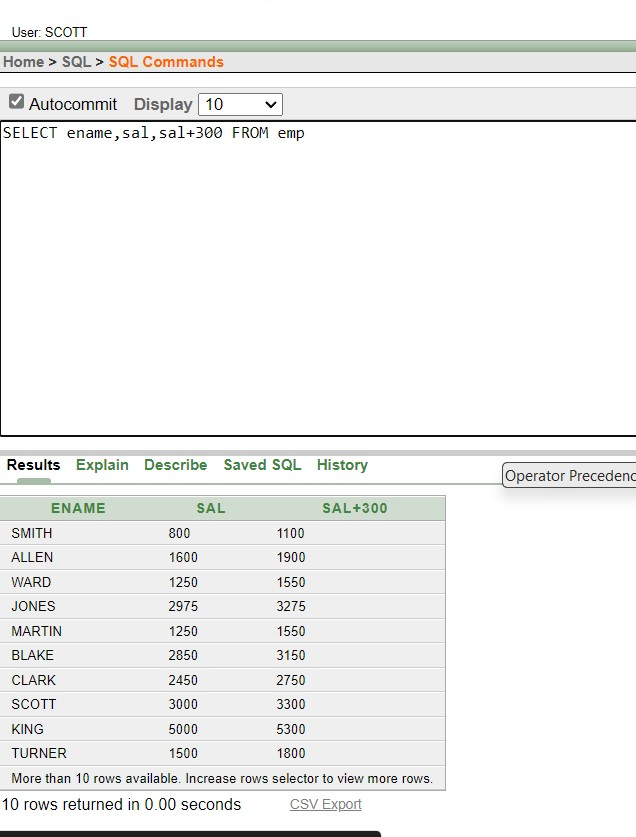 User: SCOTT
Home > SQL > SQL Commands
Autocommit Display 10
SELECT ename,sal,sal+300 FROM emp
Results Explain Describe Saved SQL History
Operator Precedenc
ENAME SAL SAL+300
SMITH 800 1100
ALLEN 1600 1900
WARD 1250 1550
JONES 2975 3275
MARTIN 1250 1550
BLAKE 2850 3150
CLARK 2450 2750
SCOTT 3000 3300
KING 5000 5300
TURNER 1500 1800
More than 10 rows available. Increase rows selector to view more rows.
10 rows returned in 0.00 seconds CSV Export